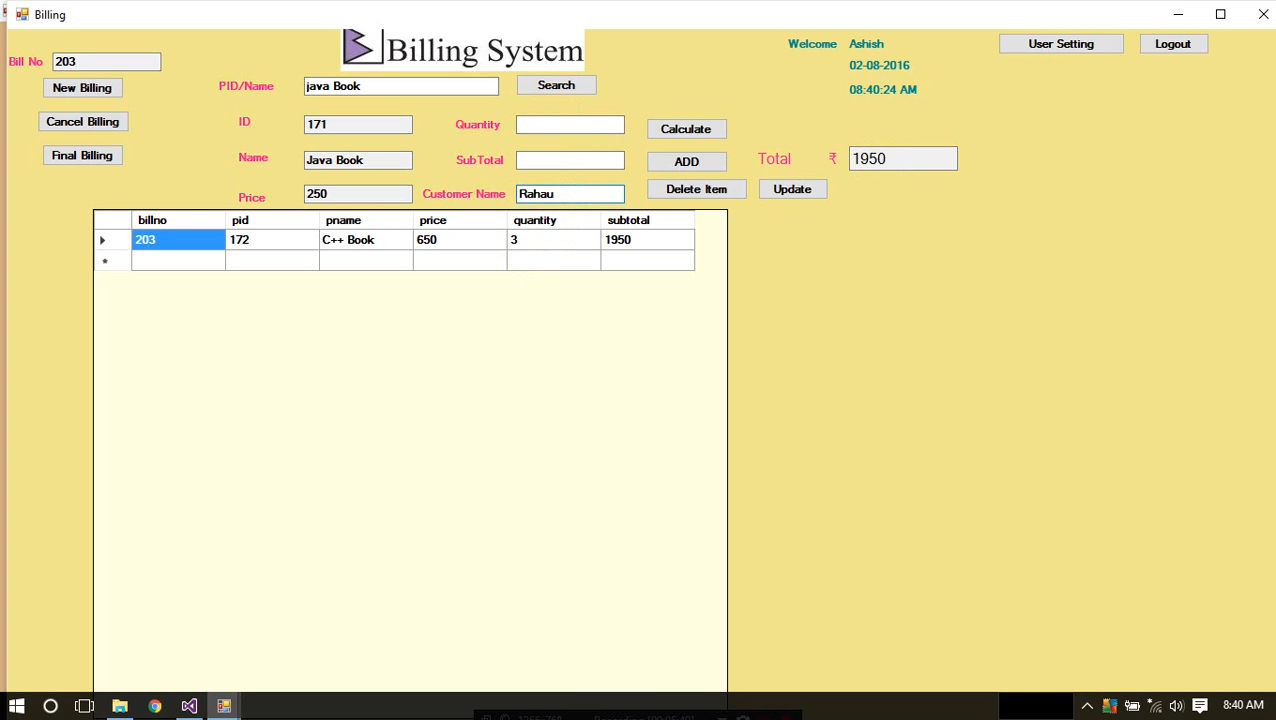 Billing
Billing System
Welcome Ashish
User Setting
Logout
Bill No 203
02-08-2016
New Billing
PID/Name java Book
Search
08:40:24 AM
Cancel Billing
ID 171
Quantity
Calculate
Final Billing
Name Java Book
SubTotal
ADD
Total ₹ 1950
Price 250
Customer Name Rahau
Delete Item
Update
billno pid pname price quantity subtotal
203 172 C++ Book 650 3 1950
*
8:40 AM